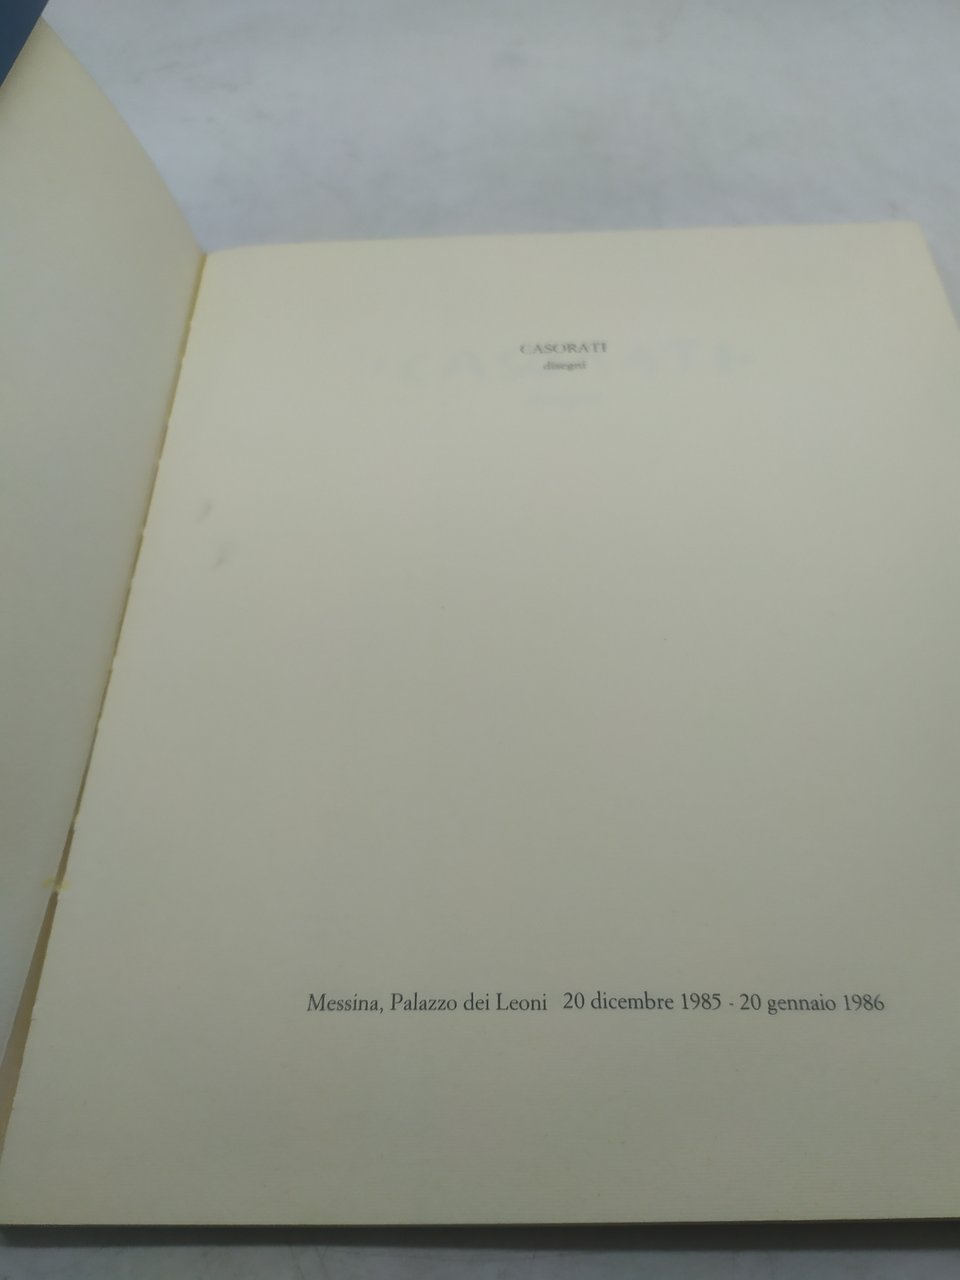 CASORATI
disegni
Messina, Palazzo dei Leoni 20 dicembre 1985 - 20 gennaio 1986